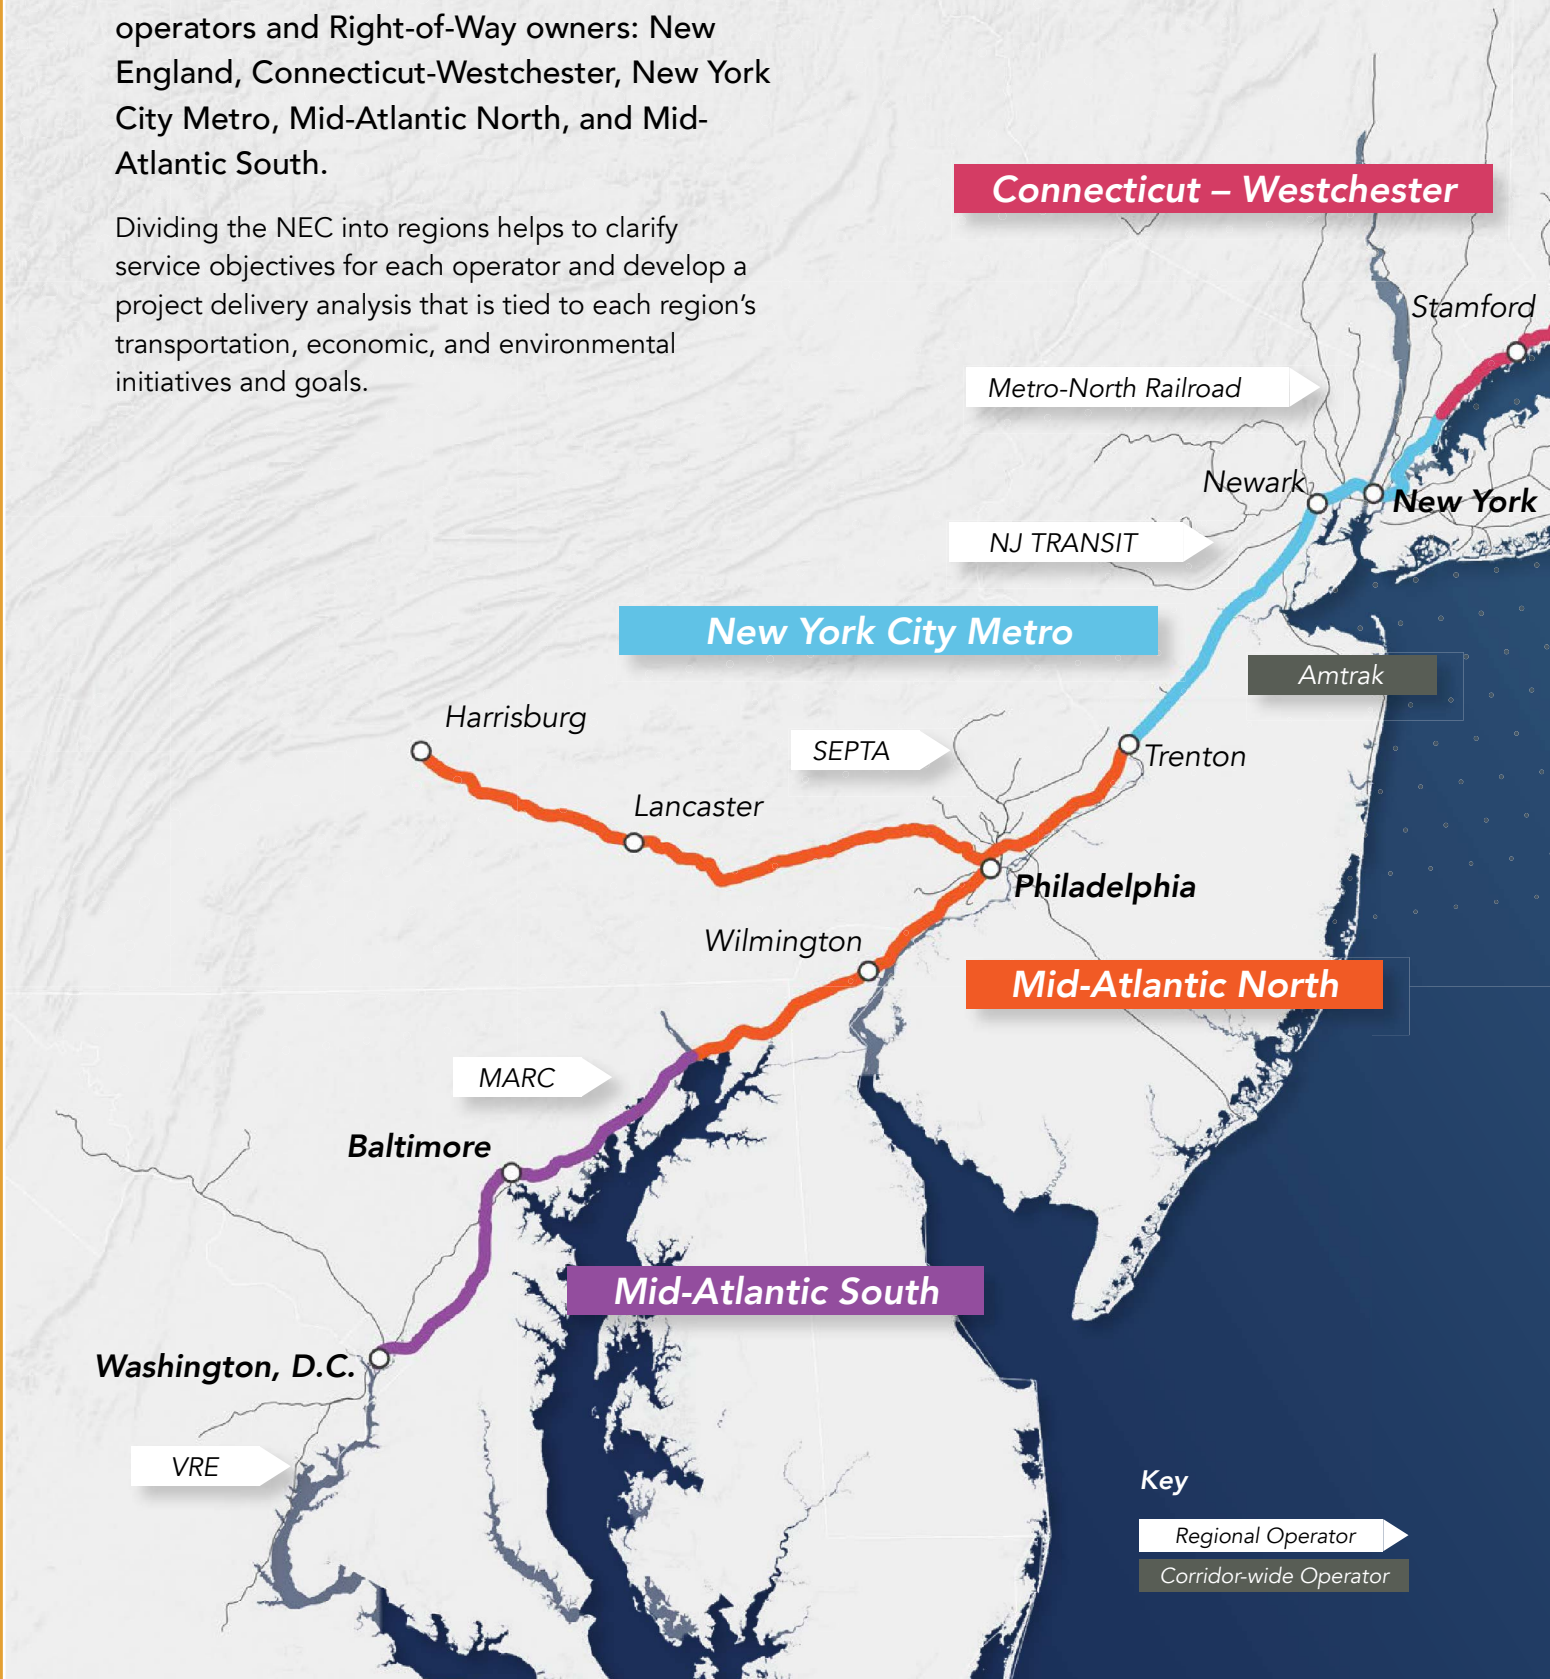 operators and Right-of-Way owners: New
England, Connecticut-Westchester, New York
City Metro, Mid-Atlantic North, and Mid-
Atlantic South.
Dividing the NEC into regions helps to clarify
service objectives for each operator and develop a
project delivery analysis that is tied to each region’s
transportation, economic, and environmental
initiatives and goals.
Connecticut – Westchester
Stamford
Metro-North Railroad
Newark
New York
NJ TRANSIT
New York City Metro
Amtrak
Harrisburg
SEPTA
Trenton
Lancaster
Philadelphia
Wilmington
Mid-Atlantic North
MARC
Baltimore
Mid-Atlantic South
Washington, D.C.
VRE
Key
Regional Operator
Corridor-wide Operator